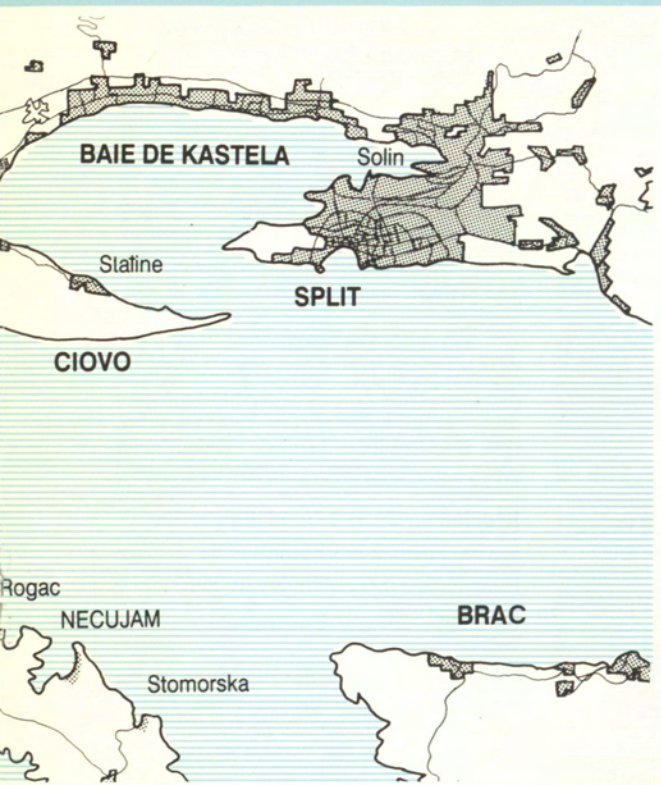 BAIE DE KASTELA
Solin
Slatine
SPLIT
CIOVO
Rogac
NECUJAM
BRAC
Stomorska